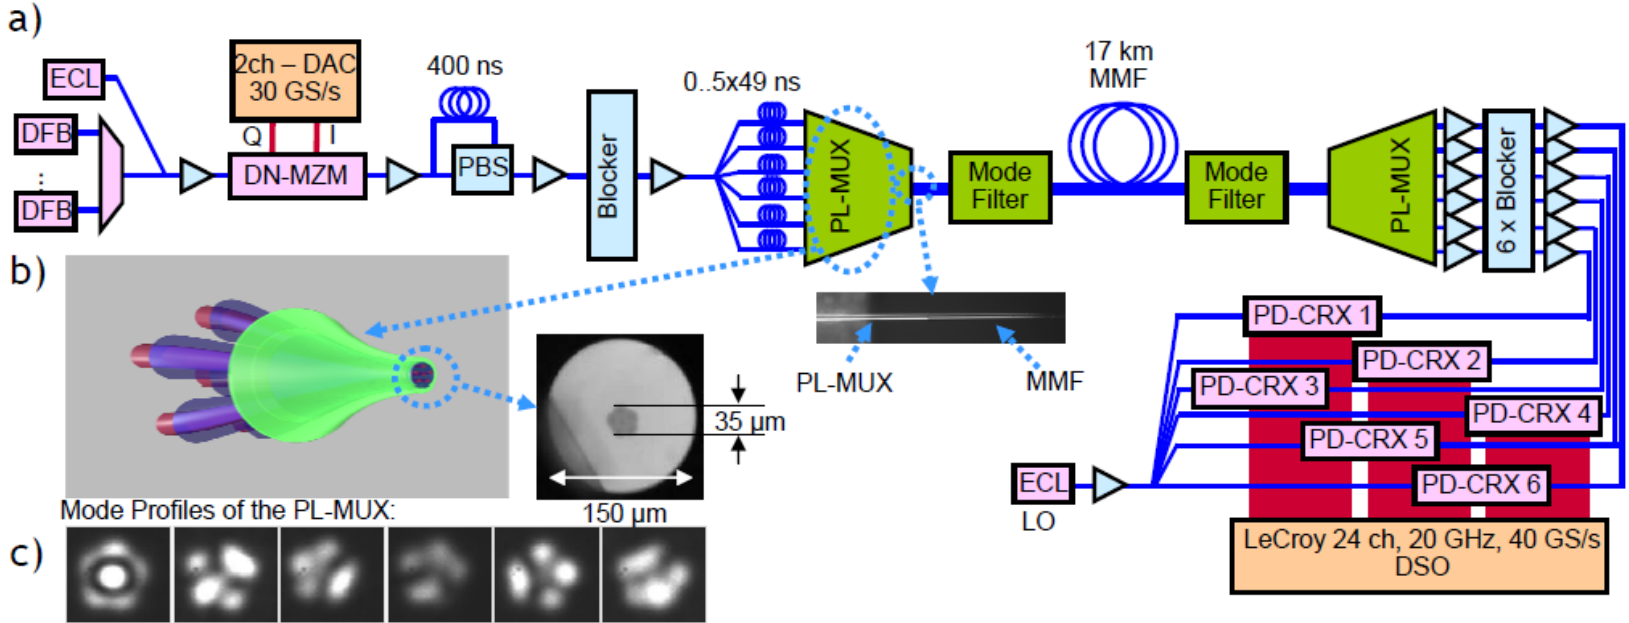 a)
ECL
DFB
...
DFB
2ch – DAC
30 GS/s
Q
I
DN-MZM
400 ns
PBS
Blocker
0..5x49 ns
PL-MUX
Mode
Filter
17 km
MMF
Mode
Filter
PL-MUX
6 x Blocker
b)
35 µm
150 µm
PL-MUX
MMF
PD-CRX 1
PD-CRX 2
PD-CRX 3
PD-CRX 4
PD-CRX 5
PD-CRX 6
ECL
LO
LeCroy 24 ch, 20 GHz, 40 GS/s
DSO
Mode Profiles of the PL-MUX:
c)